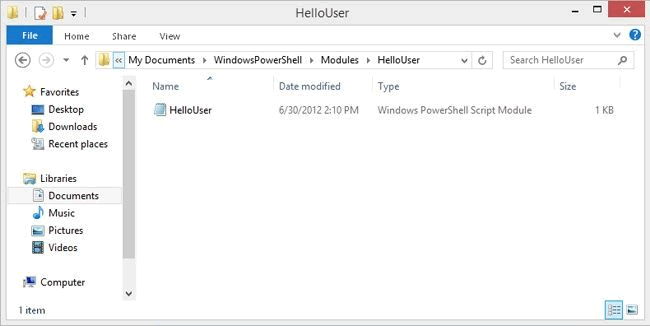 HelloUser
File Home Share View
« My Documents WindowsPowerShell Modules HelloUser Search HelloUser
Name Date modified Type Size
Favorites
Desktop
Downloads
Recent places
HelloUser 6/30/2012 2:10 PM Windows PowerShell Script Module 1 KB
Libraries
Documents
Music
Pictures
Videos
Computer
1 item